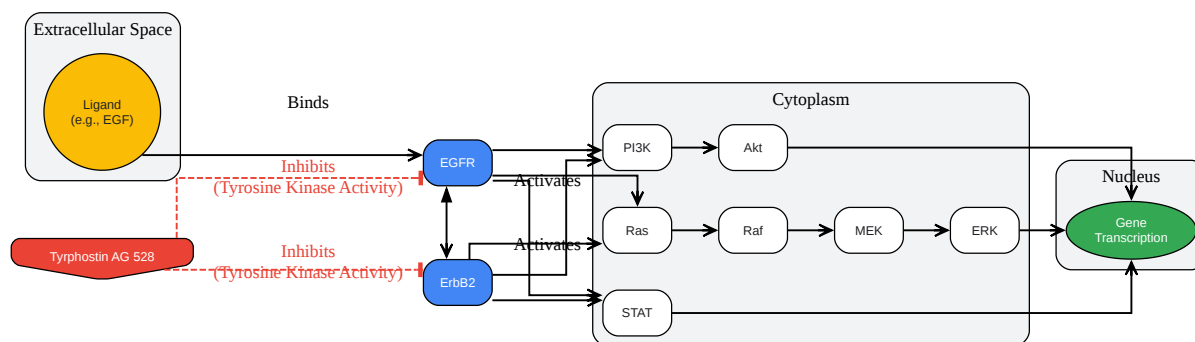 Extracellular Space
Ligand
(e.g., EGF)
Binds
Cytoplasm
PI3K
Akt
EGFR
Inhibits
(Tyrosine Kinase Activity)
Activates
Nucleus
Ras
Raf
MEK
ERK
Gene
Transcription
Tyrphostin AG 528
Inhibits
(Tyrosine Kinase Activity)
Activates
ErbB2
STAT